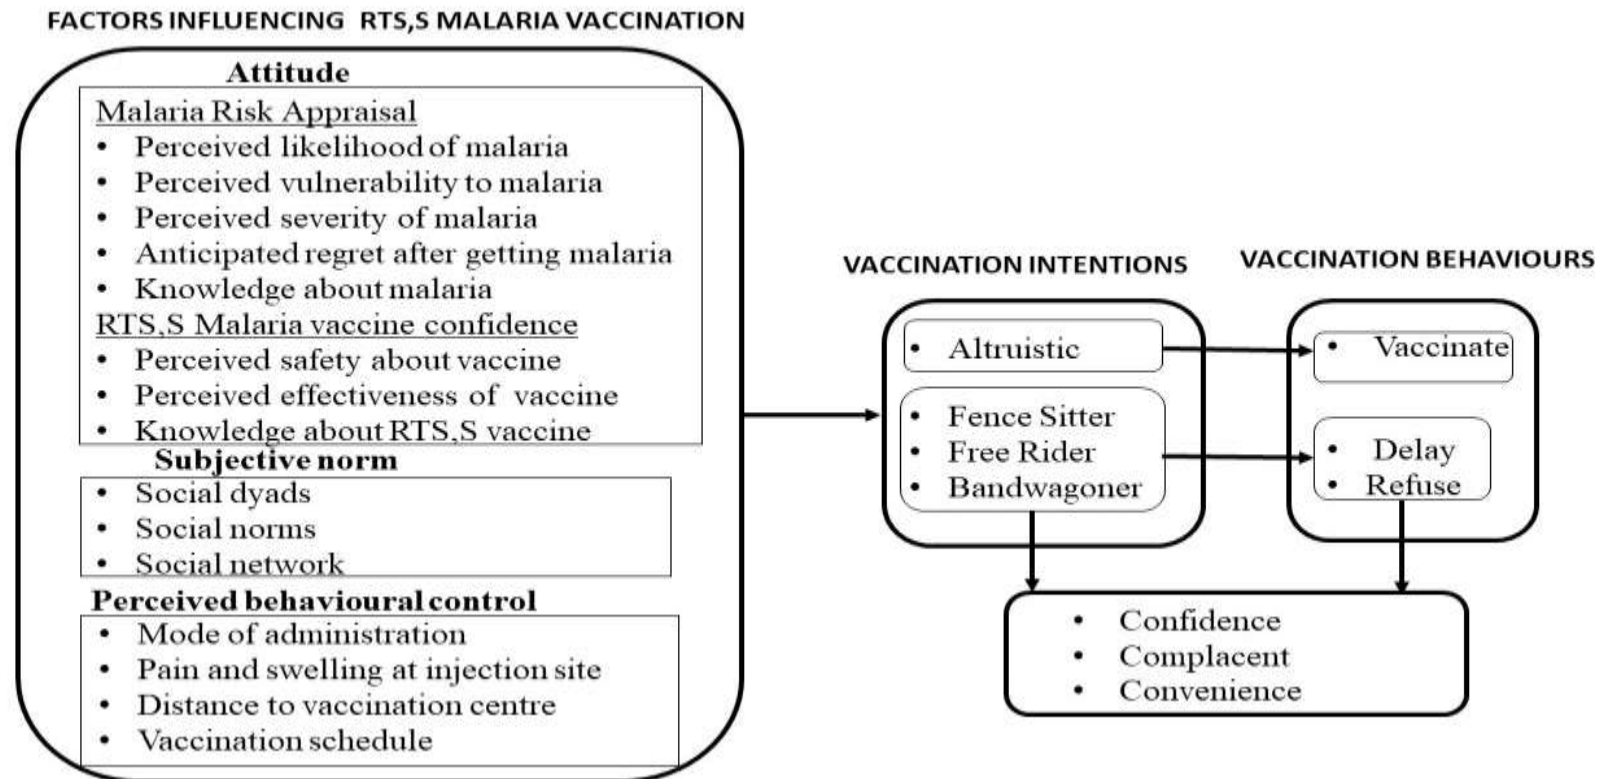 FACTORS INFLUENCING RTS,S MALARIA VACCINATION
Attitude
Malaria Risk Appraisal
• Perceived likelihood of malaria
• Perceived vulnerability to malaria
• Perceived severity of malaria
• Anticipated regret after getting malaria
• Knowledge about malaria
RTS,S Malaria vaccine confidence
• Perceived safety about vaccine
• Perceived effectiveness of vaccine
• Knowledge about RTS,S vaccine
Subjective norm
• Social dyads
• Social norms
• Social network
Perceived behavioural control
• Mode of administration
• Pain and swelling at injection site
• Distance to vaccination centre
• Vaccination schedule
VACCINATION INTENTIONS
• Altruistic
• Fence Sitter
• Free Rider
• Bandwagoner
VACCINATION BEHAVIOURS
• Vaccinate
• Delay
• Refuse
• Confidence
• Complacent
• Convenience